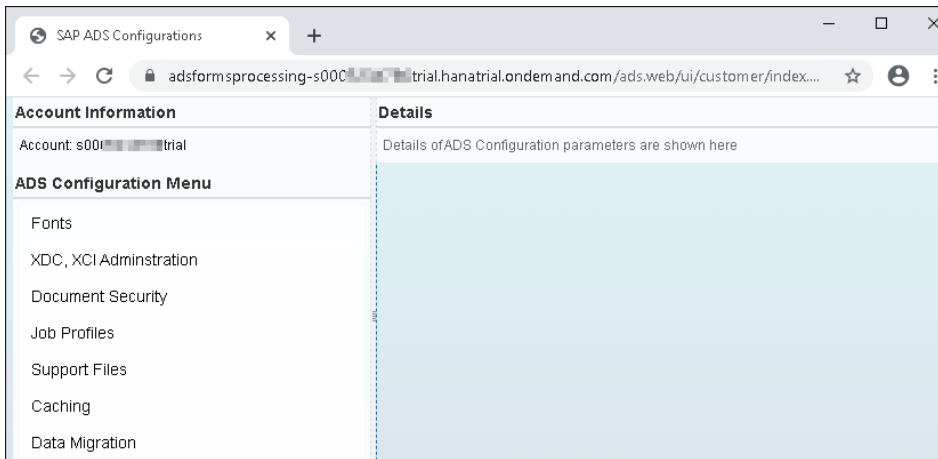 SAP ADS Configurations
adsformsprocessing-s000 trial.hanatrial.ondemand.com/ads.web/ui/customer/index....
Account Information
Account: s00 trial
ADS Configuration Menu
Fonts
XDC, XCI Adminstration
Document Security
Job Profiles
Support Files
Caching
Data Migration
Details
Details of ADS Configuration parameters are shown here